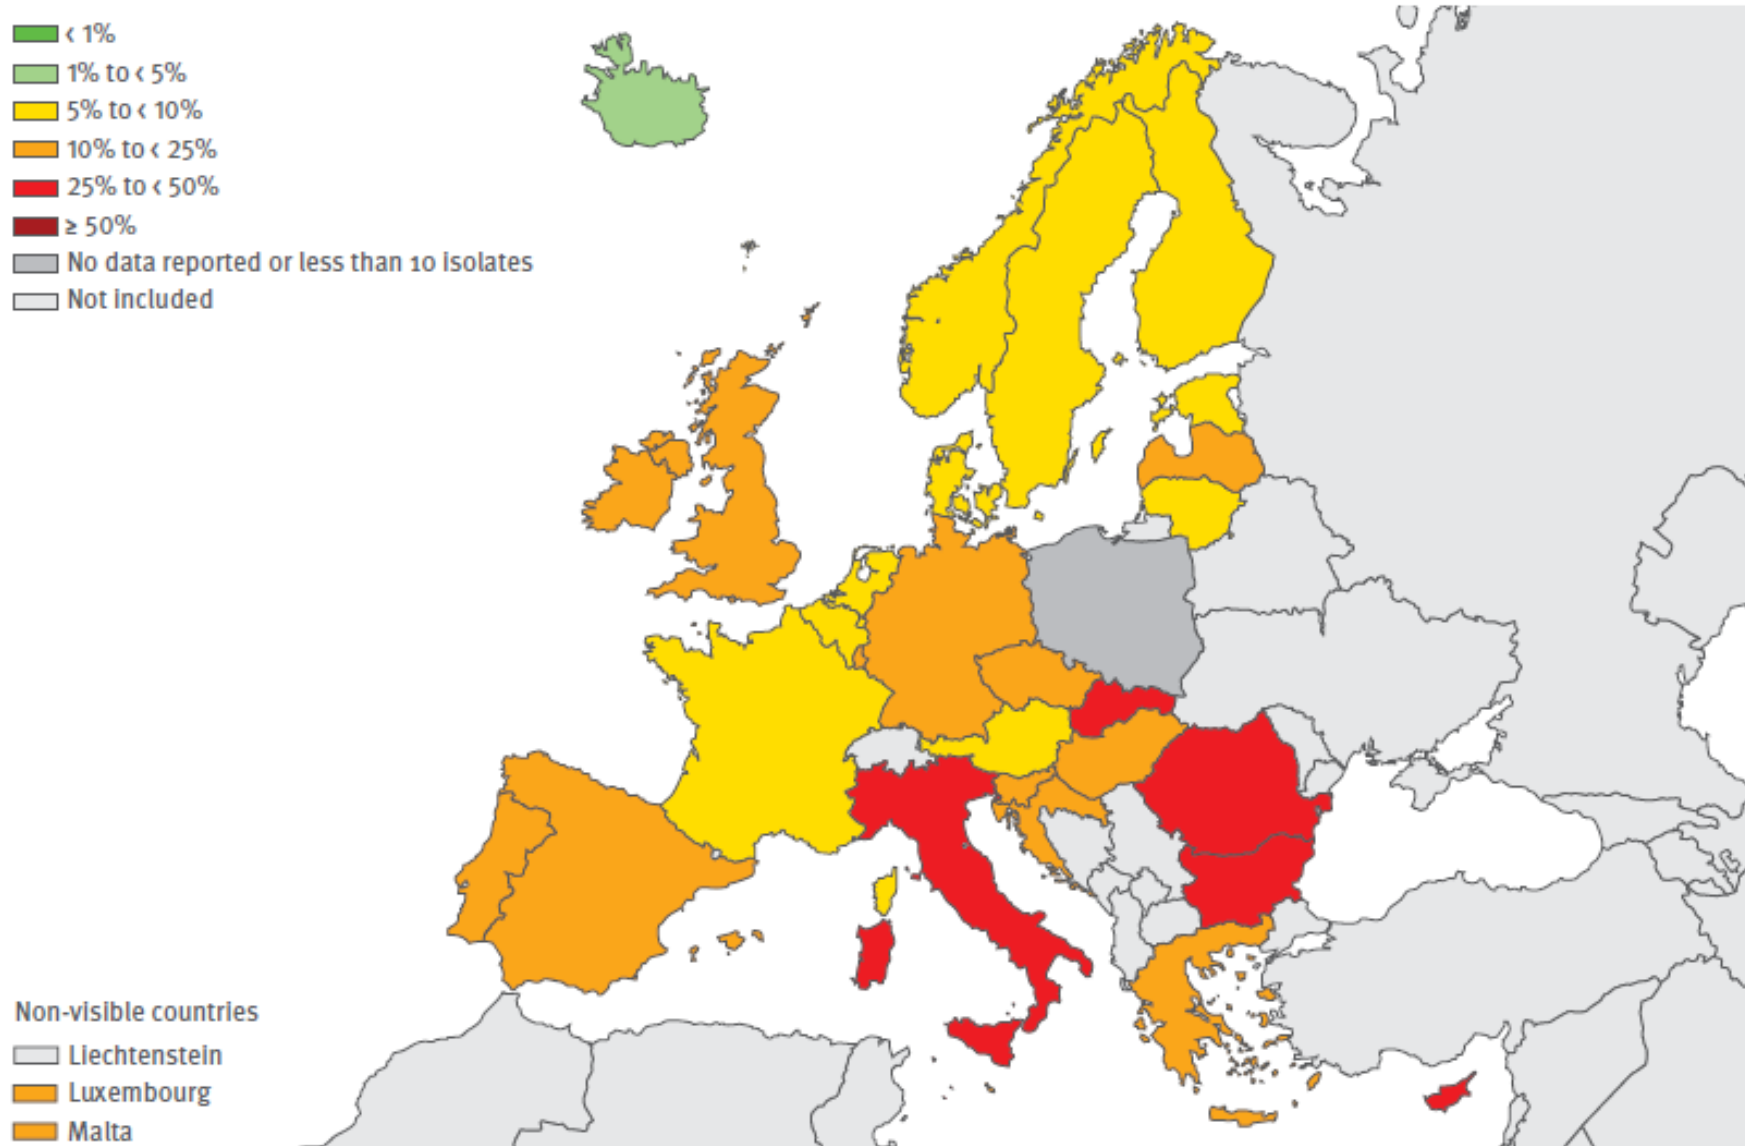 < 1%
1% to < 5%
5% to < 10%
10% to < 25%
25% to < 50%
≥ 50%
No data reported or less than 10 isolates
Not included
Non-visible countries
Liechtenstein
Luxembourg
Malta